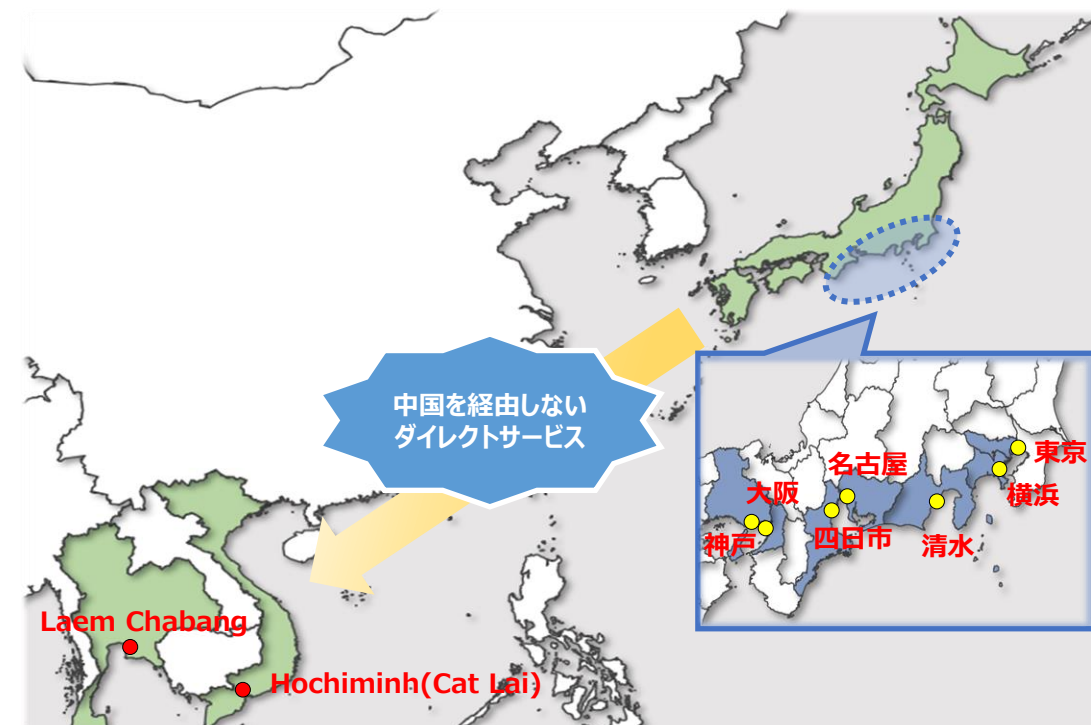 中国を経由しない
ダイレクトサービス
東京
名古屋
横浜
大阪
神戸
四日市
清水
Laem Chabang
Hochiminh(Cat Lai)